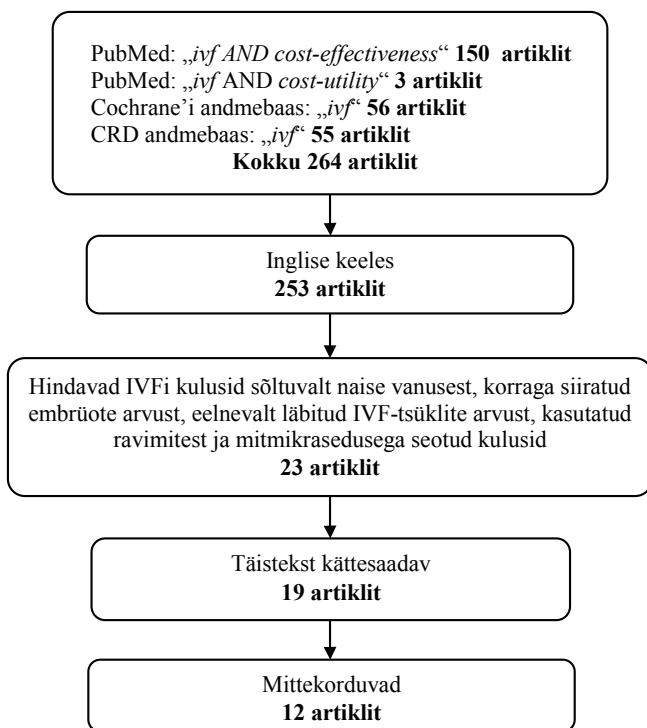 PubMed: „ivf AND cost-effectiveness“ 150 artiklit
PubMed: „ivf AND cost-utility“ 3 artiklit
Cochrane’i andmebaas: „ivf“ 56 artiklit
CRD andmebaas: „ivf“ 55 artiklit
Kokku 264 artiklit
Inglise keeles
253 artiklit
Hindavad IVFi kulusid sõltuvalt naise vanusest, korraga siiratud
embrüote arvust, eelnevalt läbitud IVF-tsüklite arvust, kasutatud
ravimitest ja mitmikrasedusega seotud kulusid
23 artiklit
Täistekst kättesaadav
19 artiklit
Mittekorduvad
12 artiklit